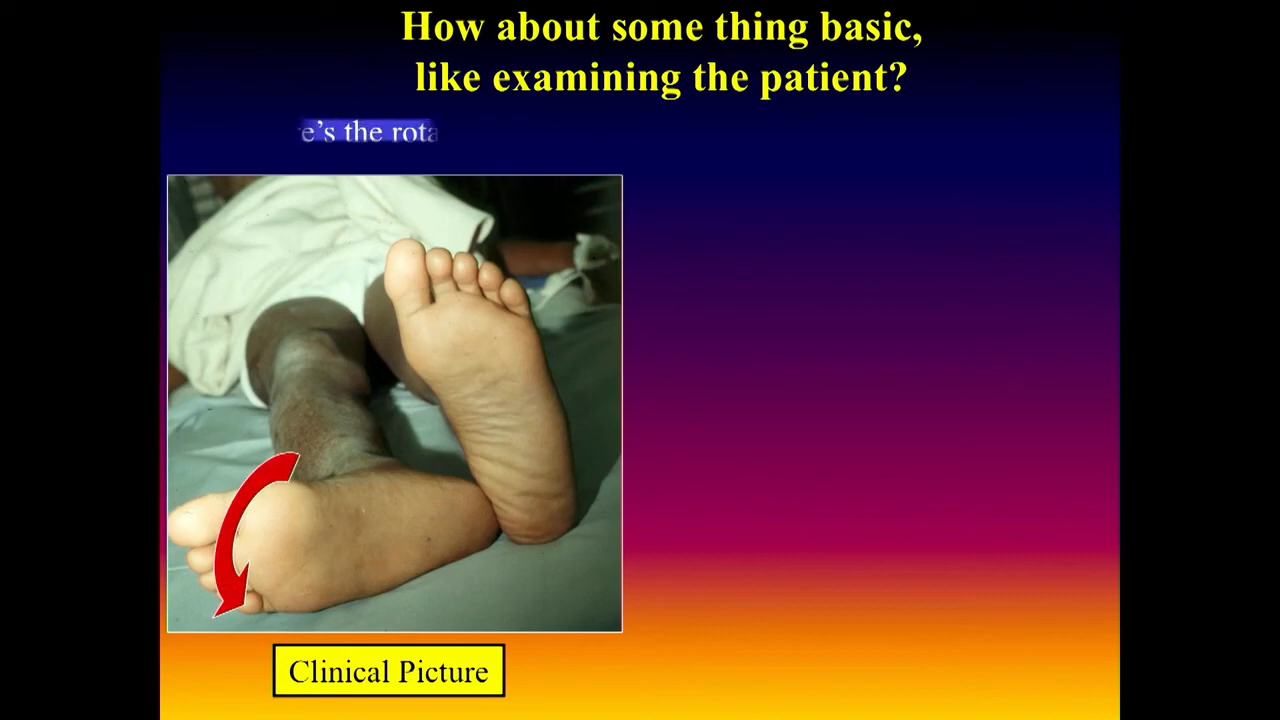 How about some thing basic,
like examining the patient?
e's the rota
Clinical Picture